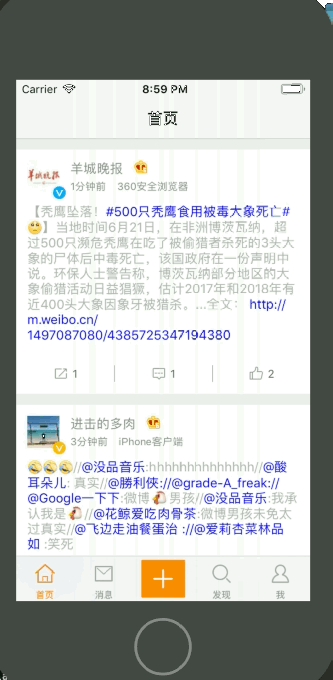 Carrier 8:59 PM
首页
羊城晚报
羊城晚报
1分钟前 360安全浏览器
【秃鹰坠落！#500只秃鹰食用被毒大象死亡#
】当地时间6月21日，在非洲博茨瓦纳，超
过500只濒危秃鹰在吃了被偷猎者杀死的3头大
象的尸体后中毒死亡，该国政府在一份声明中
说。环保人士警告称，博茨瓦纳部分地区的大
象偷猎活动日益猖獗，估计2017年和2018年有
近400头大象因象牙被猎杀。...全文： http://
m.weibo.cn/
1497087080/4385725347194380
1 1 2
进击的多肉
3分钟前 iPhone客户端
//@没品音乐:hhhhhhhhhhhhhh//@酸
耳朵儿: 真实//@勝利俠://@grade-A_freak://
@Google一下下:微博男孩//@没品音乐:我承
认我是//@花鲸爱吃肉骨茶:微博男孩未免太
过真实//@飞边走油餐蛋治 ://@爱莉杏菜林品
如 :笑死
首页 消息 发现 我